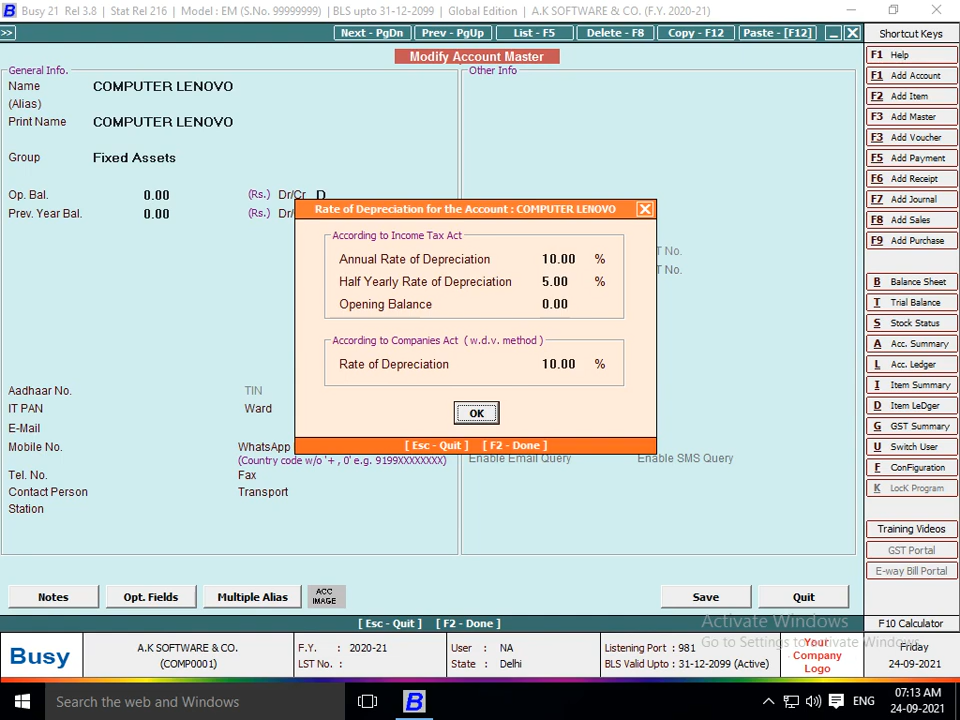 Busy 21 Rel 3.8 | Stat Rel 216 | Model : EM (S.No. 99999999) | BLS upto 31-12-2099 | Global Edition | A.K SOFTWARE & CO. (F.Y. 2020-21)
>> Next - PgDn Prev - PgUp List - F5 Delete - F8 Copy - F12 Paste - [F12]
Modify Account Master
General Info.
Other Info
Name COMPUTER LENOVO
(Alias)
Print Name COMPUTER LENOVO
Group Fixed Assets
Op. Bal. 0.00 (Rs.) Dr/Cr D
Prev. Year Bal. 0.00 (Rs.) Dr/
T No.
T No.
Rate of Depreciation for the Account : COMPUTER LENOVO
According to Income Tax Act
Annual Rate of Depreciation 10.00 %
Half Yearly Rate of Depreciation 5.00 %
Opening Balance 0.00
According to Companies Act ( w.d.v. method )
Rate of Depreciation 10.00 %
OK
[ Esc - Quit ] [ F2 - Done ]
Aadhaar No. TIN
IT PAN Ward
E-Mail
Mobile No. WhatsApp
(Country code w/o '+ , 0' e.g. 9199XXXXXXXX)
Enable Email Query Enable SMS Query
Tel. No. Fax
Contact Person Transport
Station
Notes Opt. Fields Multiple Alias ACC IMAGE Save Quit
[ Esc - Quit ] [ F2 - Done ]
Shortcut Keys
F1 Help
F1 Add Account
F2 Add Item
F3 Add Master
F3 Add Voucher
F5 Add Payment
F6 Add Receipt
F7 Add Journal
F8 Add Sales
F9 Add Purchase
B Balance Sheet
T Trial Balance
S Stock Status
A Acc. Summary
L Acc. Ledger
I Item Summary
D Item LeDger
G GST Summary
U Switch User
F ConFiguration
K LocK Program
Training Videos
GST Portal
E-way Bill Portal
F10 Calculator
Activate Windows
Go to Settings to activate Windows.
Busy
A.K SOFTWARE & CO.
(COMP0001)
F.Y. : 2020-21
LST No. :
User : NA
State : Delhi
Listening Port : 981
BLS Valid Upto : 31-12-2099 (Active)
Your
Company
Logo
Friday
24-09-2021
Search the web and Windows
B
ENG
07:13 AM
24-09-2021